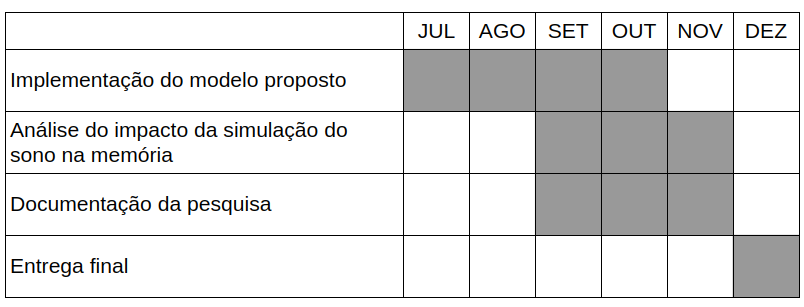 JUL AGO SET OUT NOV DEZ
Implementação do modelo proposto
Análise do impacto da simulação do
sono na memória
Documentação da pesquisa
Entrega final